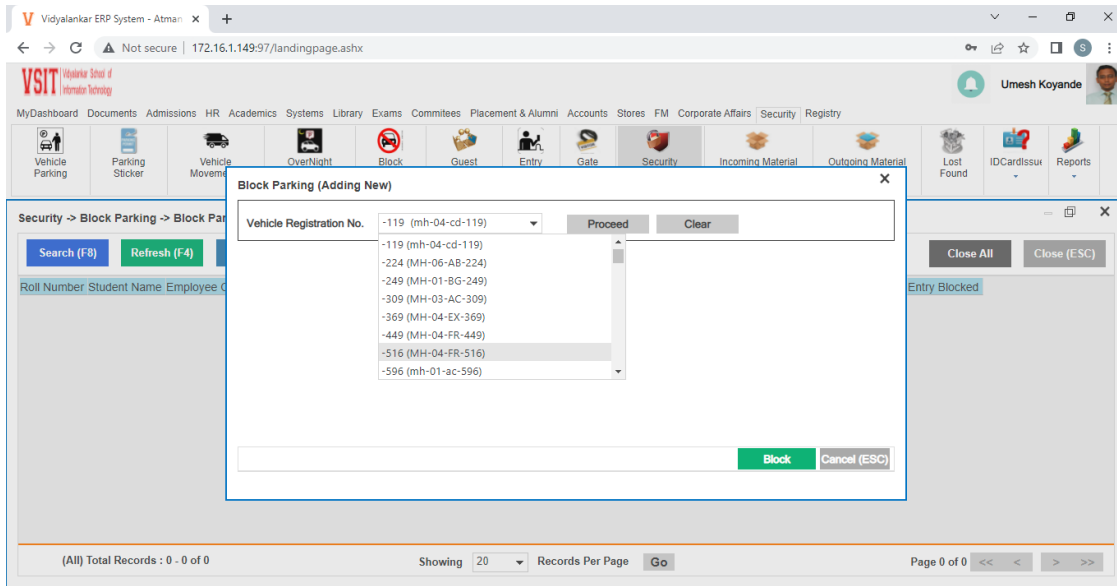 Vidyalankar ERP System - Atman
Not secure | 172.16.1.149:97/landingpage.ashx
S
VSIT Vidyalankar School of
Information Technology
Umesh Koyande
MyDashboard Documents Admissions HR Academics Systems Library Exams Commitees Placement & Alumni Accounts Stores FM Corporate Affairs Security Registry
Vehicle Parking Vehicle OverNight Block Guest Entry Gate Security Incoming Material Outgoing Material Lost IDCardIssue Reports
Parking Sticker Moveme Found
Block Parking (Adding New)
Security -> Block Parking -> Block Par
Vehicle Registration No. -119 (mh-04-cd-119) Proceed Clear
Search (F8) Refresh (F4) Close All Close (ESC)
-119 (mh-04-cd-119)
-224 (MH-06-AB-224)
Roll Number Student Name Employee Entry Blocked
-249 (MH-01-BG-249)
-309 (MH-03-AC-309)
-369 (MH-04-EX-369)
-449 (MH-04-FR-449)
-516 (MH-04-FR-516)
-596 (mh-01-ac-596)
Block Cancel (ESC)
(All) Total Records : 0 - 0 of 0 Showing 20 Records Per Page Go Page 0 of 0 << < > >>